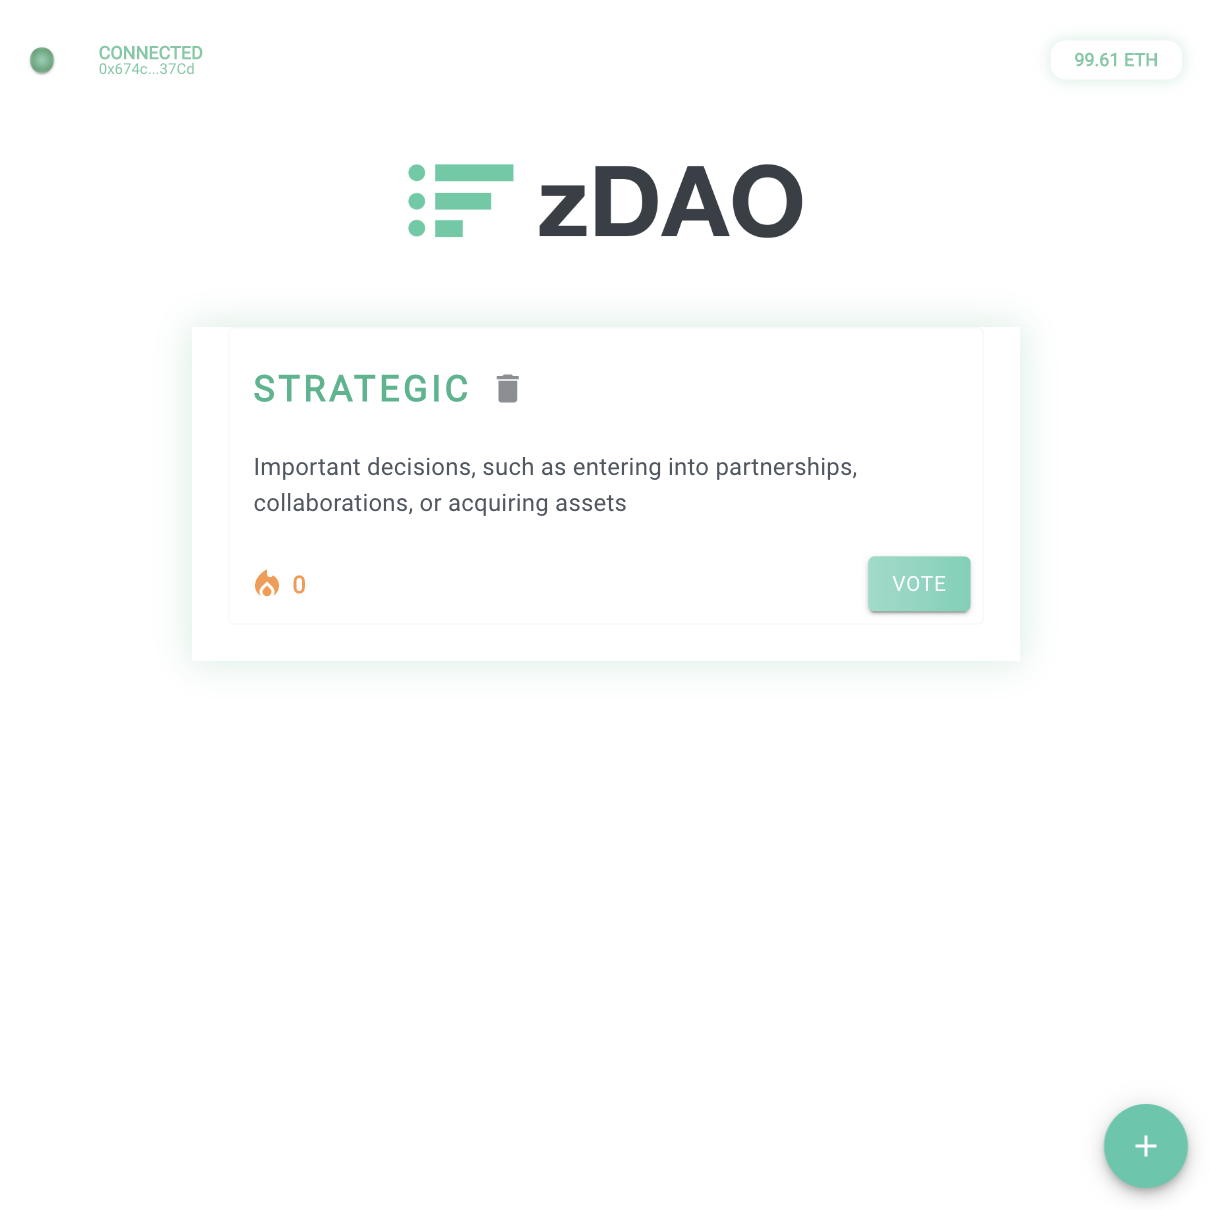 CONNECTED
0x674c...37Cd
99.61 ETH
zDAO
STRATEGIC
Important decisions, such as entering into partnerships,
collaborations, or acquiring assets
0
VOTE
+